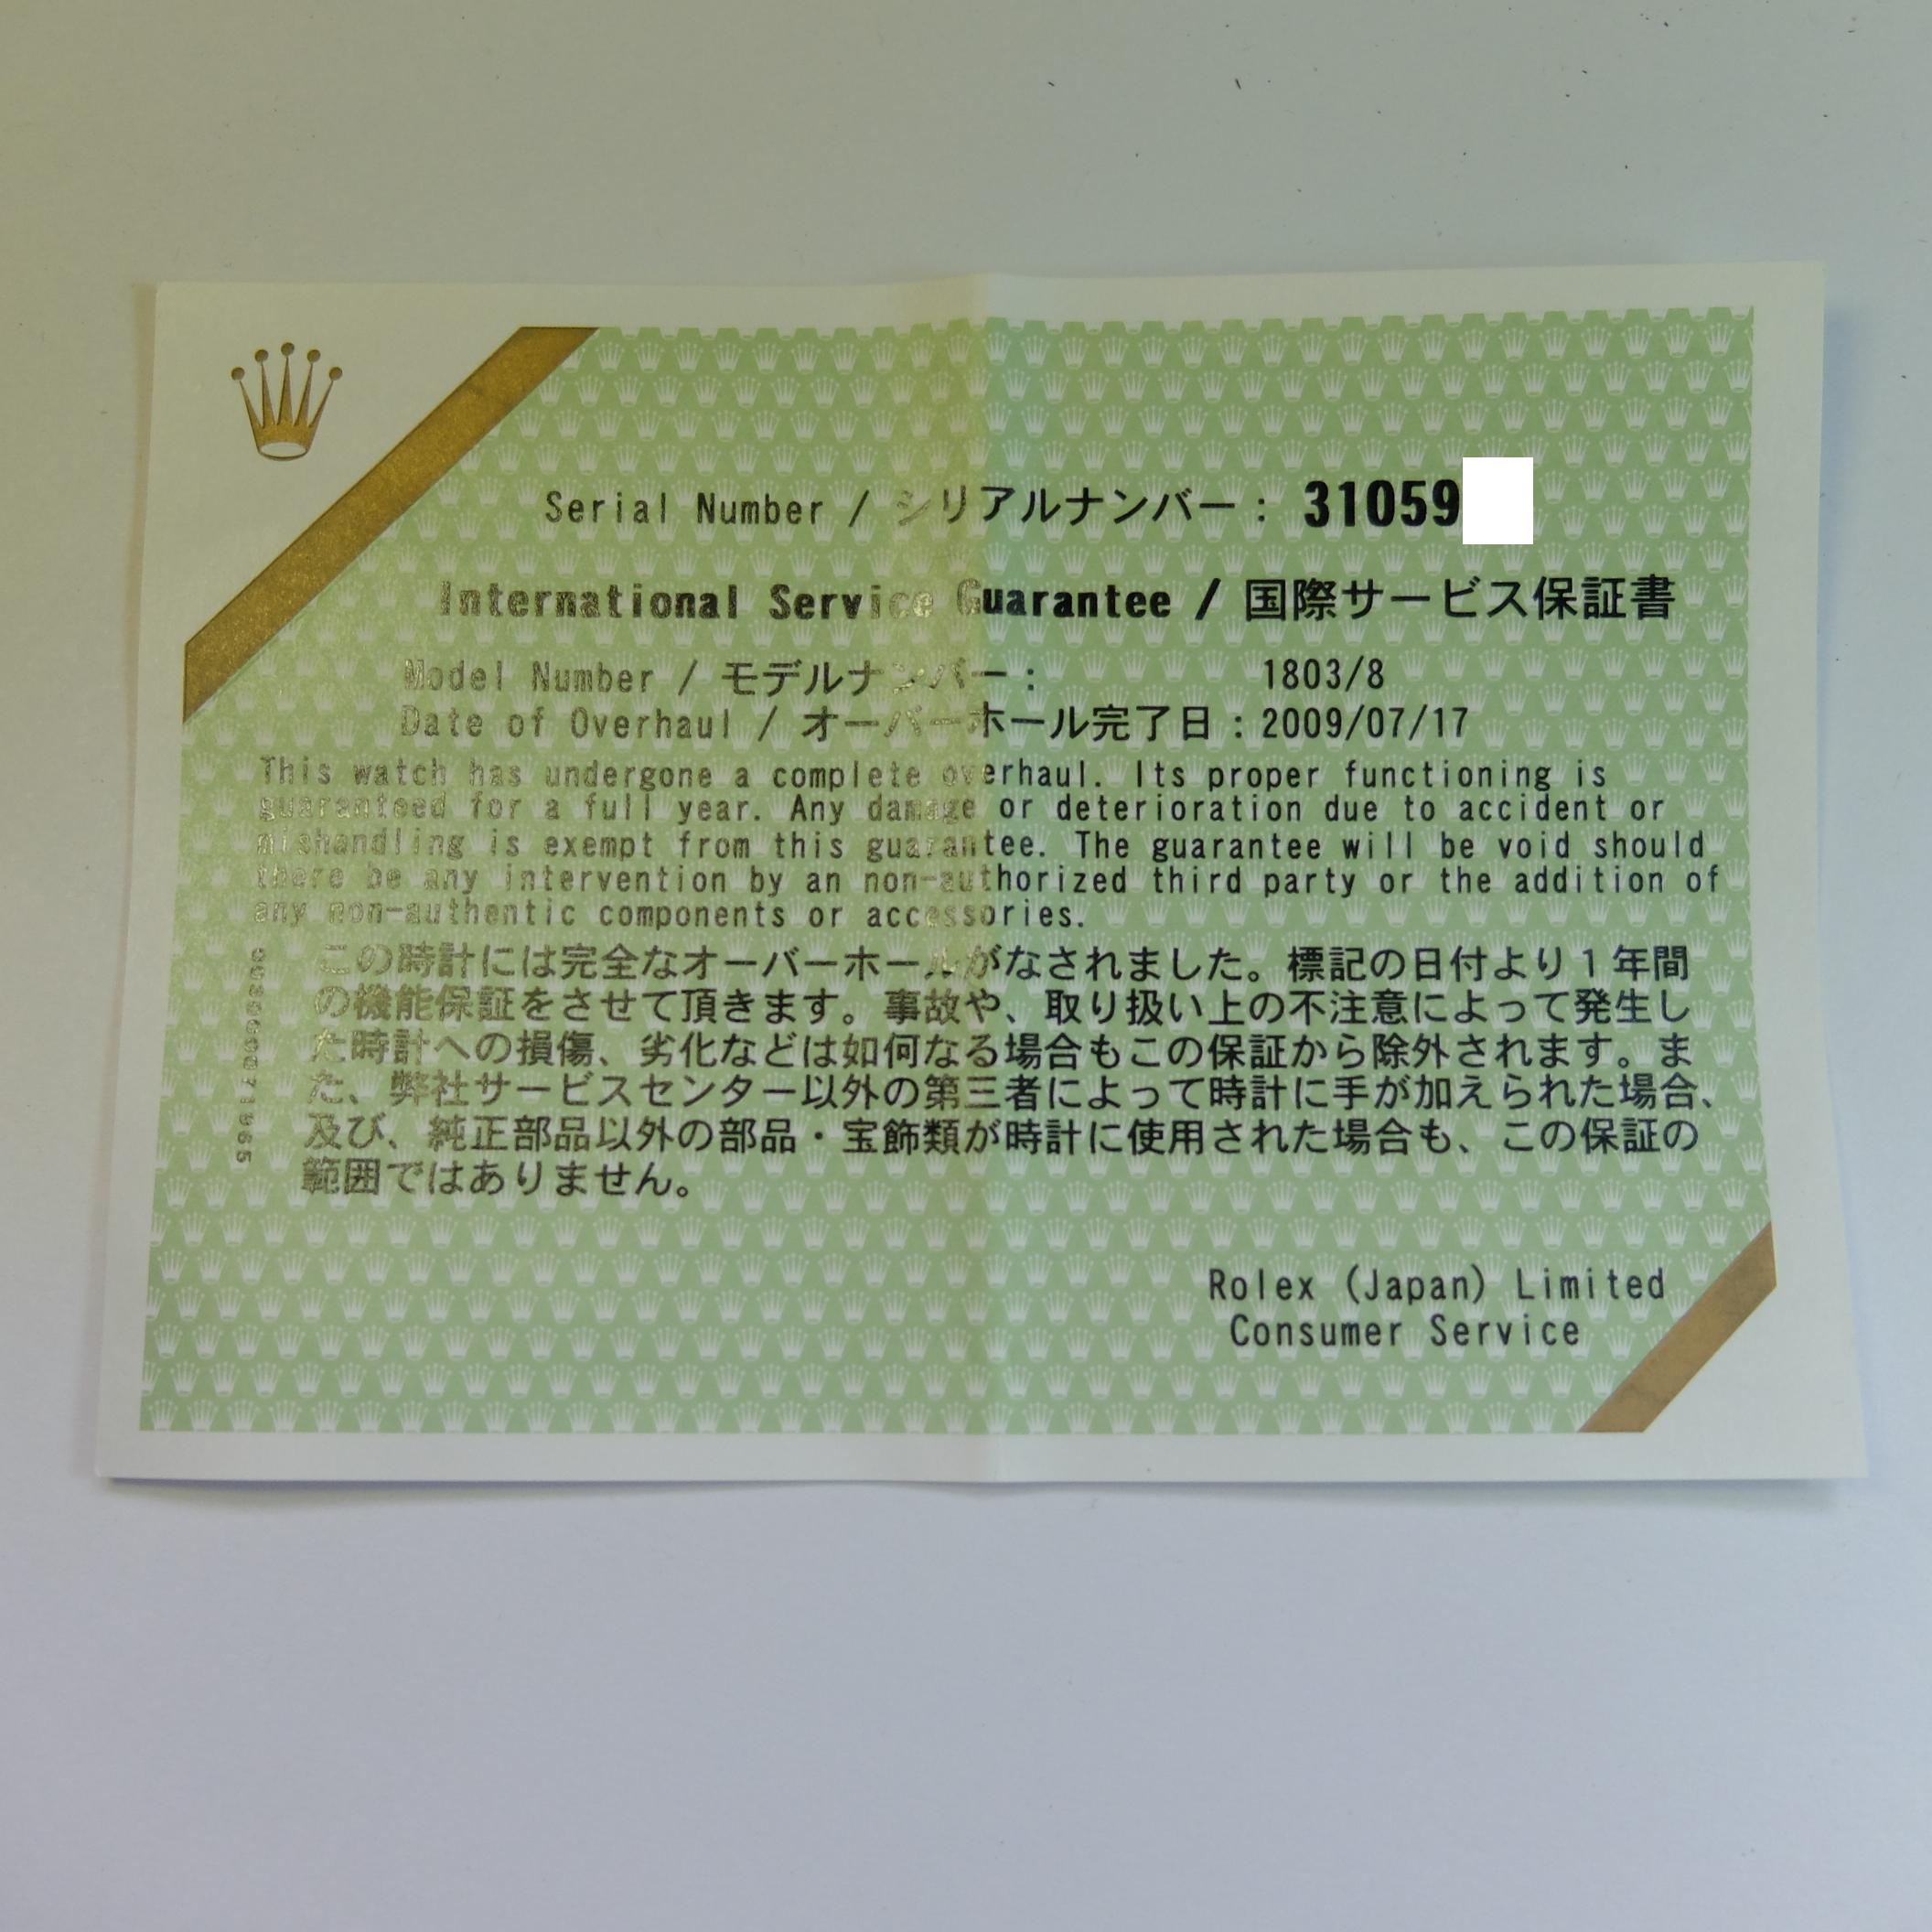 Serial Number / シリアルナンバー : 31059
International Service Guarantee / 国際サービス保証書
Model Number / モデルナンバー : 1803/8
Date of Overhaul / オーバーホール完了日 : 2009/07/17
This watch has undergone a complete overhaul. Its proper functioning is
guaranteed for a full year. Any damage or deterioration due to accident or
mishandling is exempt from this guarantee. The guarantee will be void should
there be any intervention by an non-authorized third party or the addition of
any non-authentic components or accessories.
この時計には完全なオーバーホールがなされました。標記の日付より1年間
の機能保証をさせて頂きます。事故や、取り扱い上の不注意によって発生し
た時計への損傷、劣化などは如何なる場合もこの保証から除外されます。ま
た、弊社サービスセンター以外の第三者によって時計に手が加えられた場合、
及び、純正部品以外の部品・宝飾類が時計に使用された場合も、この保証の
範囲ではありません。
Rolex (Japan) Limited
Consumer Service